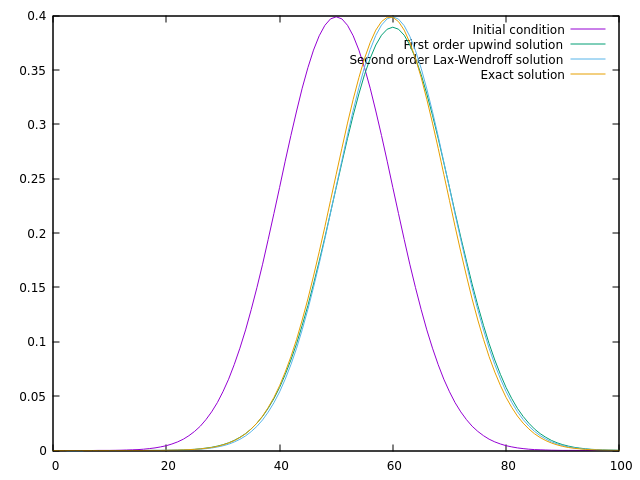 0.4
0.35
0.3
0.25
0.2
0.15
0.1
0.05
0
0 20 40 60 80 100
Initial condition
First order upwind solution
Second order Lax-Wendroff solution
Exact solution